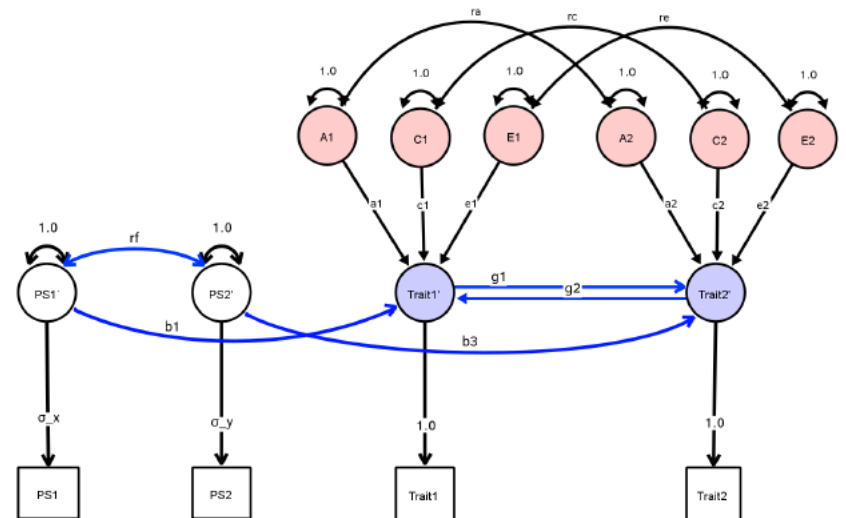 ra rc re
1.0 1.0 1.0 1.0 1.0 1.0
A1 C1 E1 A2 C2 E2
a1 c1 e1 a2 c2 e2
1.0 1.0
rf
PS1' PS2' Trait1' Trait2'
g1
g2
b1
b3
σ_x σ_y 1.0 1.0
PS1 PS2 Trait1 Trait2